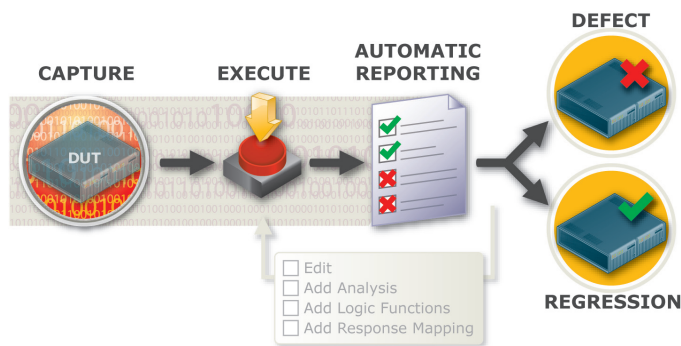 CAPTURE
DUT
EXECUTE
AUTOMATIC
REPORTING
DEFECT
REGRESSION
Edit
Add Analysis
Add Logic Functions
Add Response Mapping